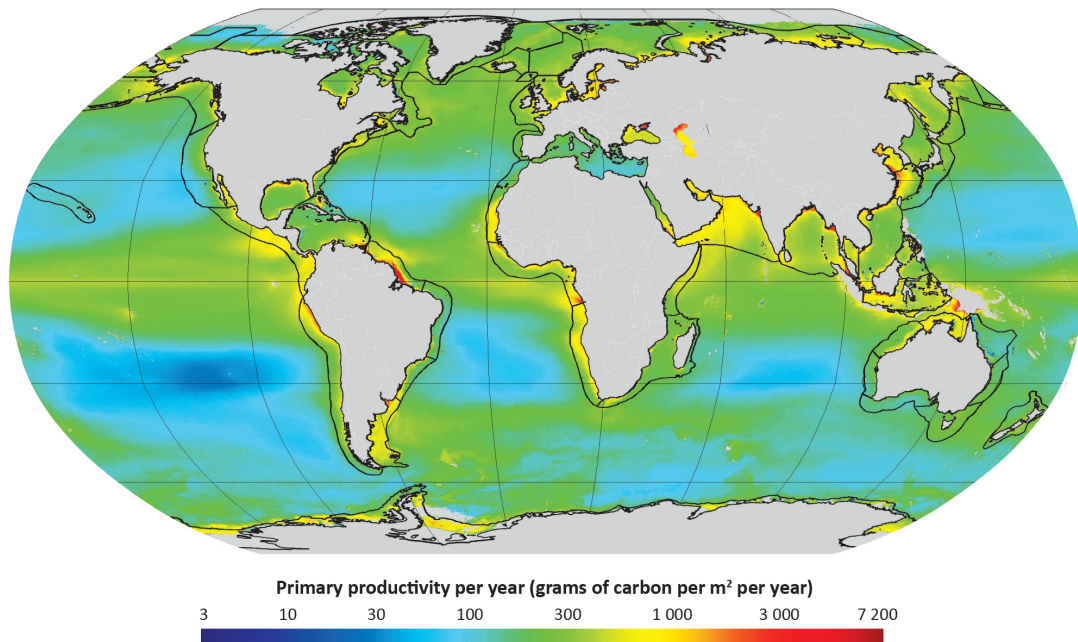 Primary productivity per year (grams of carbon per m² per year)
3 10 30 100 300 1 000 3 000 7 200